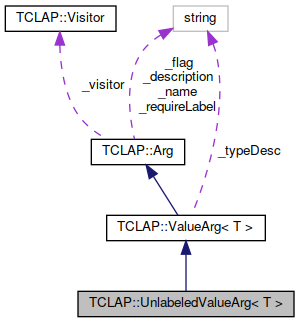 TCLAP::Visitor
string
_visitor
_flag
_description
_name
_requireLabel
TCLAP::Arg
_typeDesc
TCLAP::ValueArg< T >
TCLAP::UnlabeledValueArg< T >